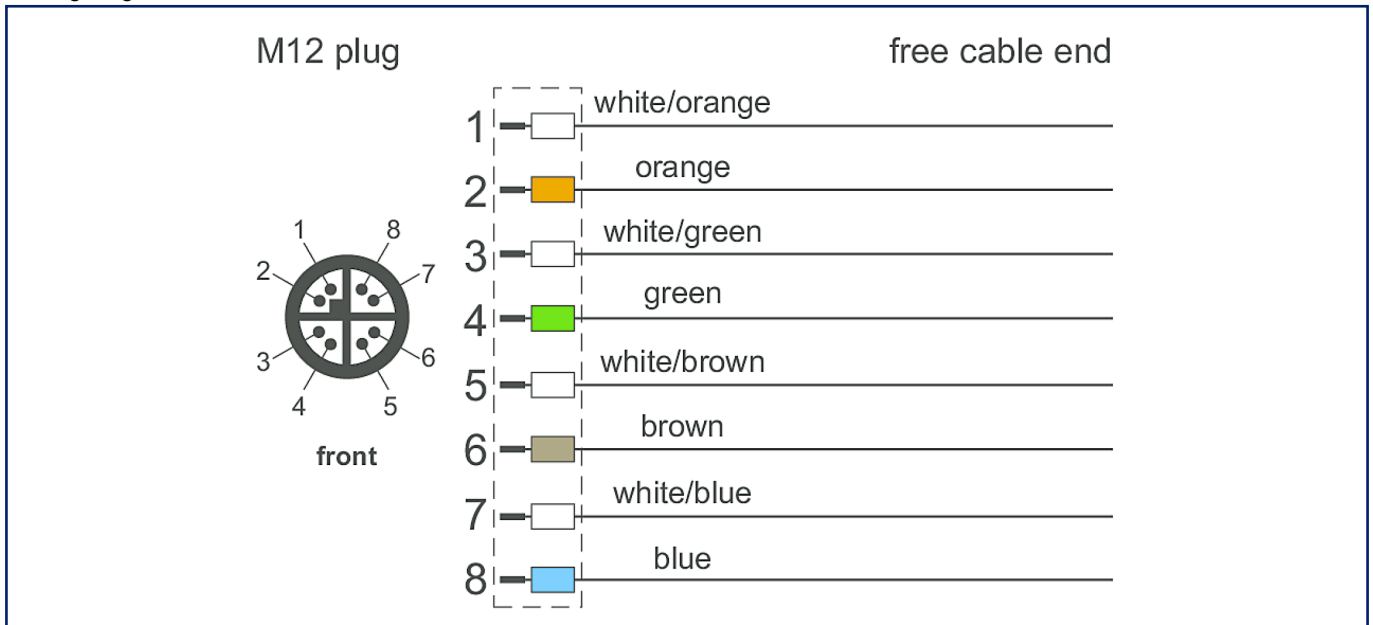 M12 plug
free cable end
1 white/orange
2 orange
3 white/green
4 green
5 white/brown
6 brown
7 white/blue
8 blue
1 8
2 7
3 6
4 5
front